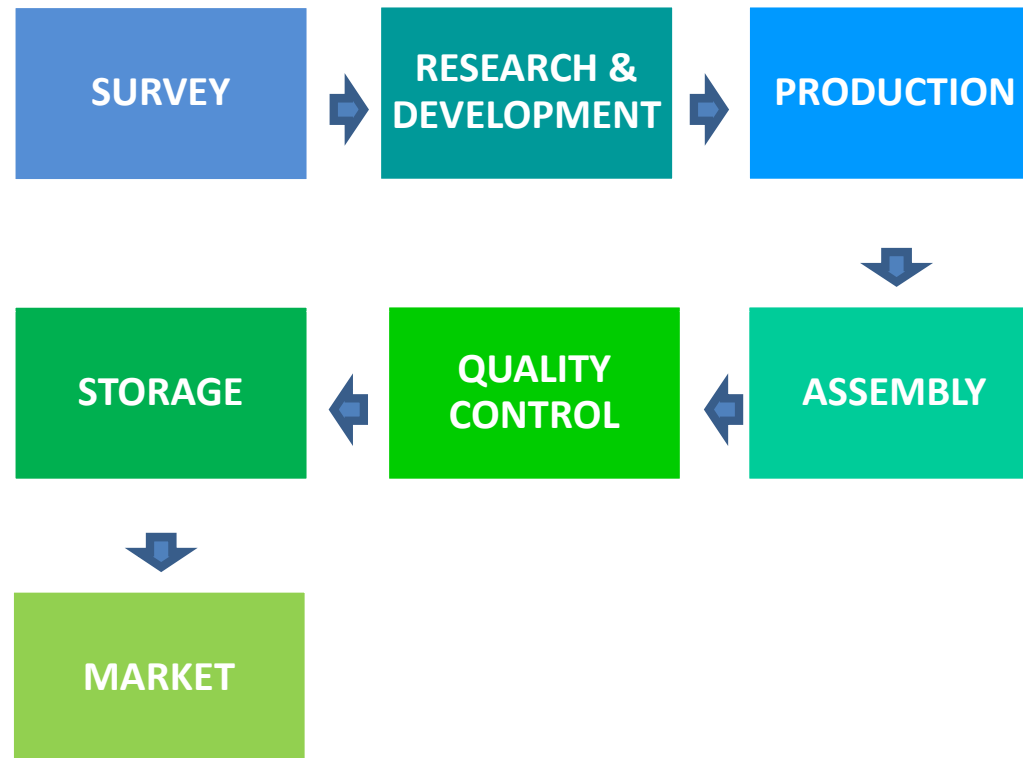 SURVEY
RESEARCH &
DEVELOPMENT
PRODUCTION
STORAGE
QUALITY
CONTROL
ASSEMBLY
MARKET